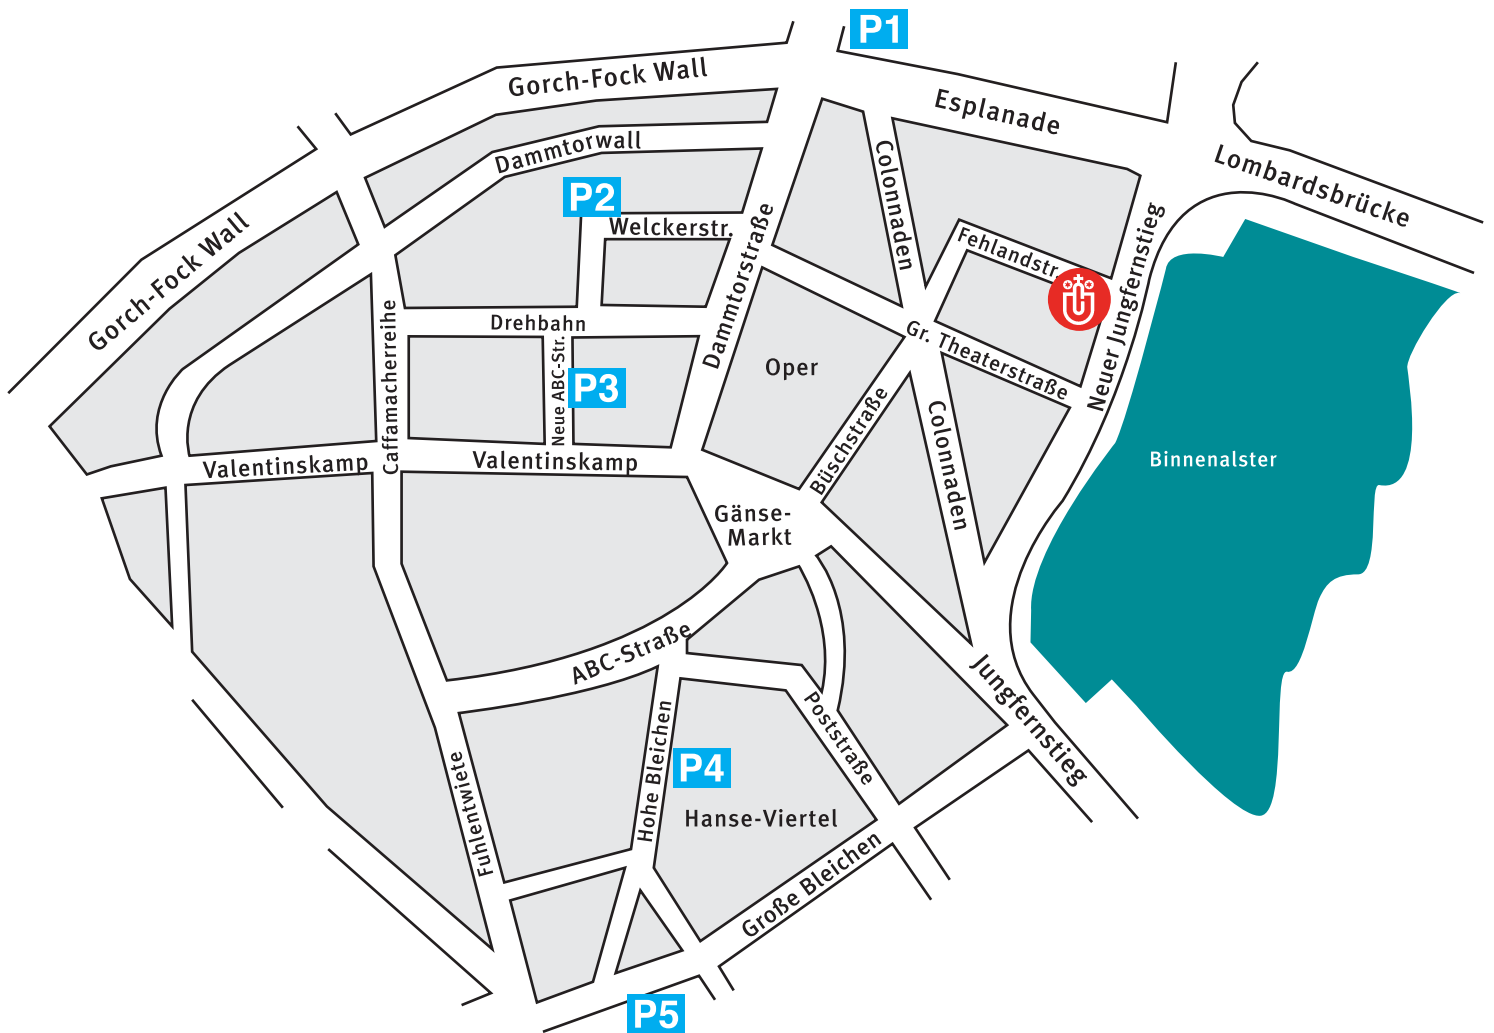 P1
Gorch-Fock Wall
Esplanade
Dammtorwall
Lombardsbrücke
Colonnaden
P2
Welckerstr.
Gorch-Fock Wall
Fehlandstr.
Neuer Jungfernstieg
Dammtorstraße
Drehbahn
Caffamacherreihe
Gr. Theaterstraße
Neue ABC-Str.
P3
Oper
Büschstraße
Colonnaden
Valentinskamp
Valentinskamp
Binnenalster
Gänse-
Markt
ABC-Straße
Jungfernstieg
Poststraße
Hohe Bleichen
P4
Fuhlentwiete
Hanse-Viertel
Große Bleichen
P5